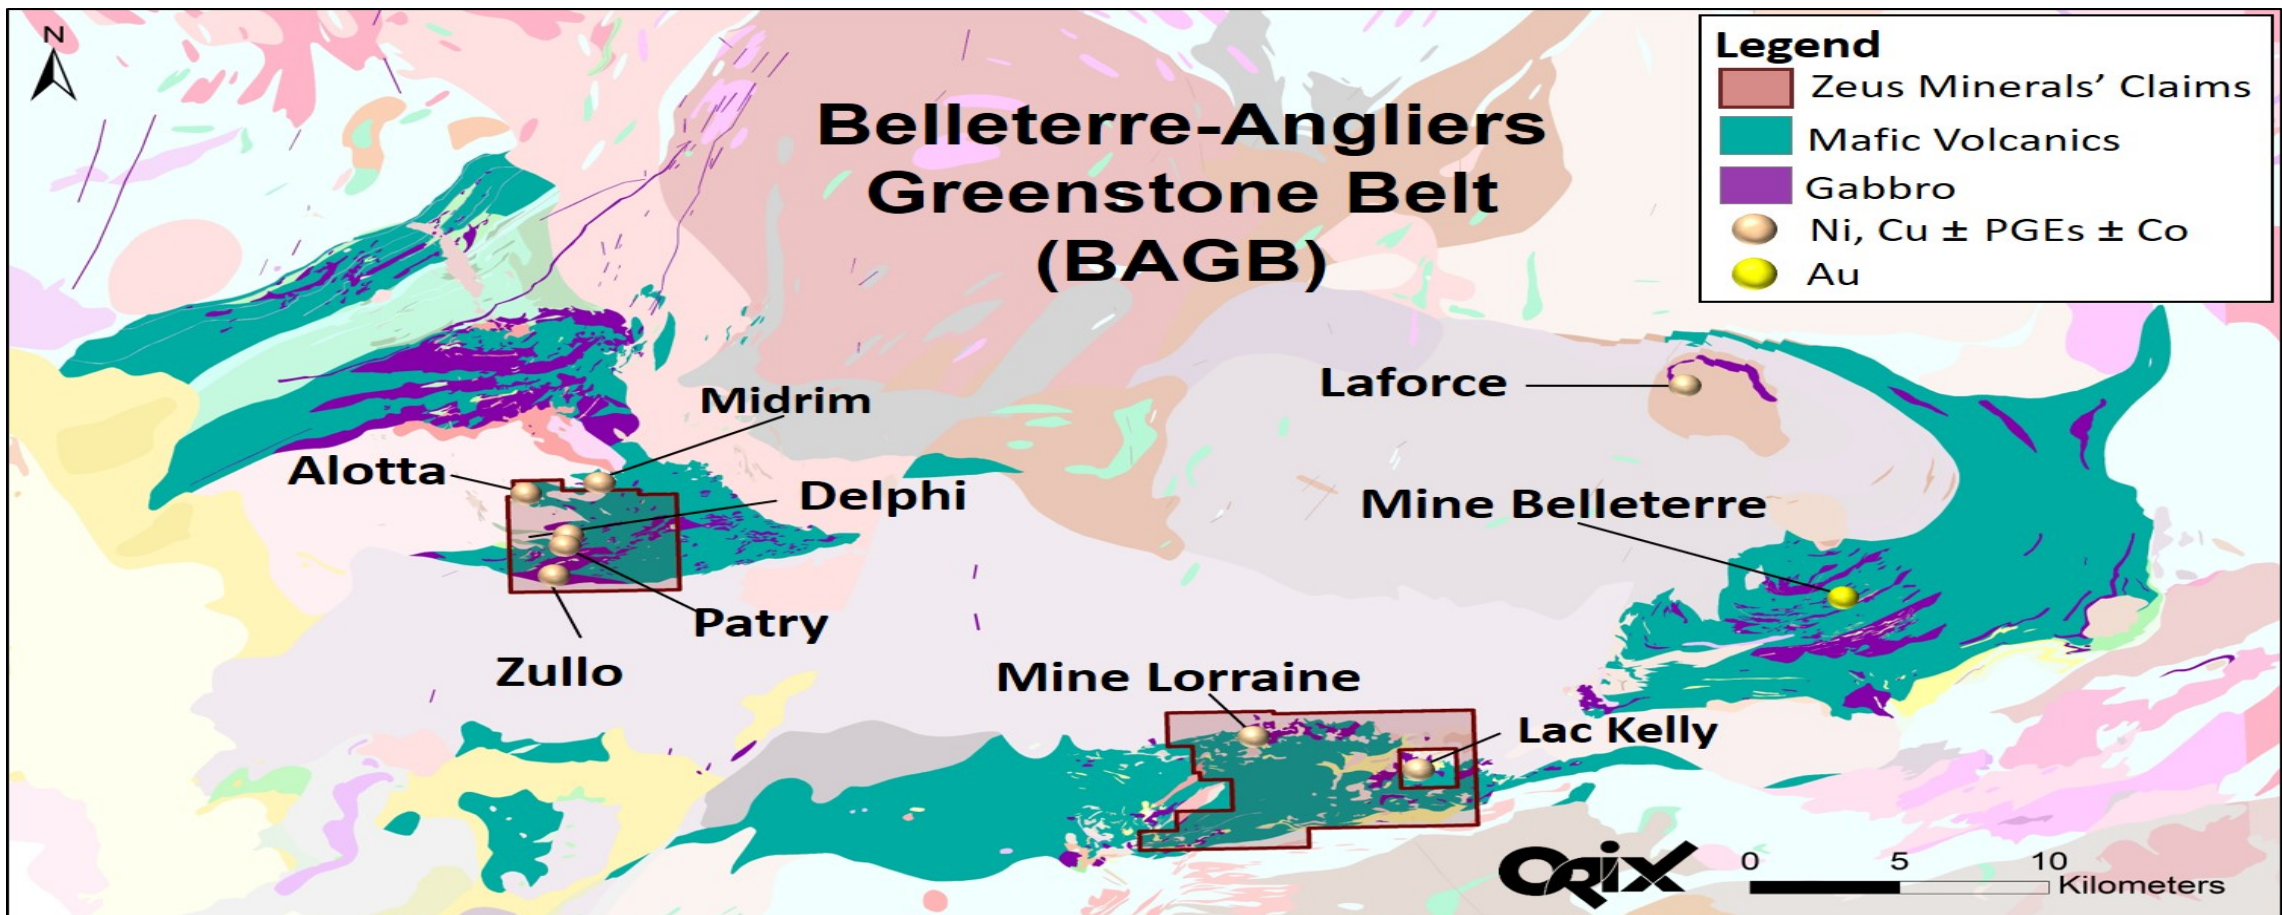 N
Belleterre-Angliers
Greenstone Belt
(BAGB)
Legend
Zeus Minerals’ Claims
Mafic Volcanics
Gabbro
Ni, Cu ± PGEs ± Co
Au
Midrim
Laforce
Alotta
Delphi
Mine Belleterre
Patry
Zullo
Mine Lorraine
Lac Kelly
ORIX
0 5 10
Kilometers